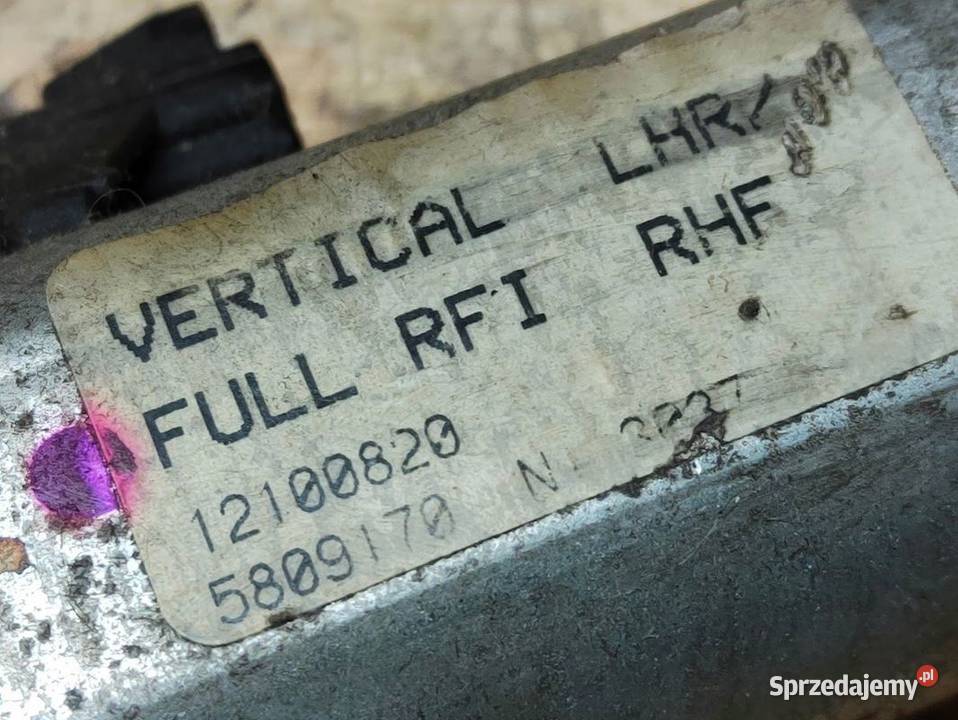 VERTICAL LHR/
FULL RFI RHF
12100820
5809170 N
Sprzedajemy.pl